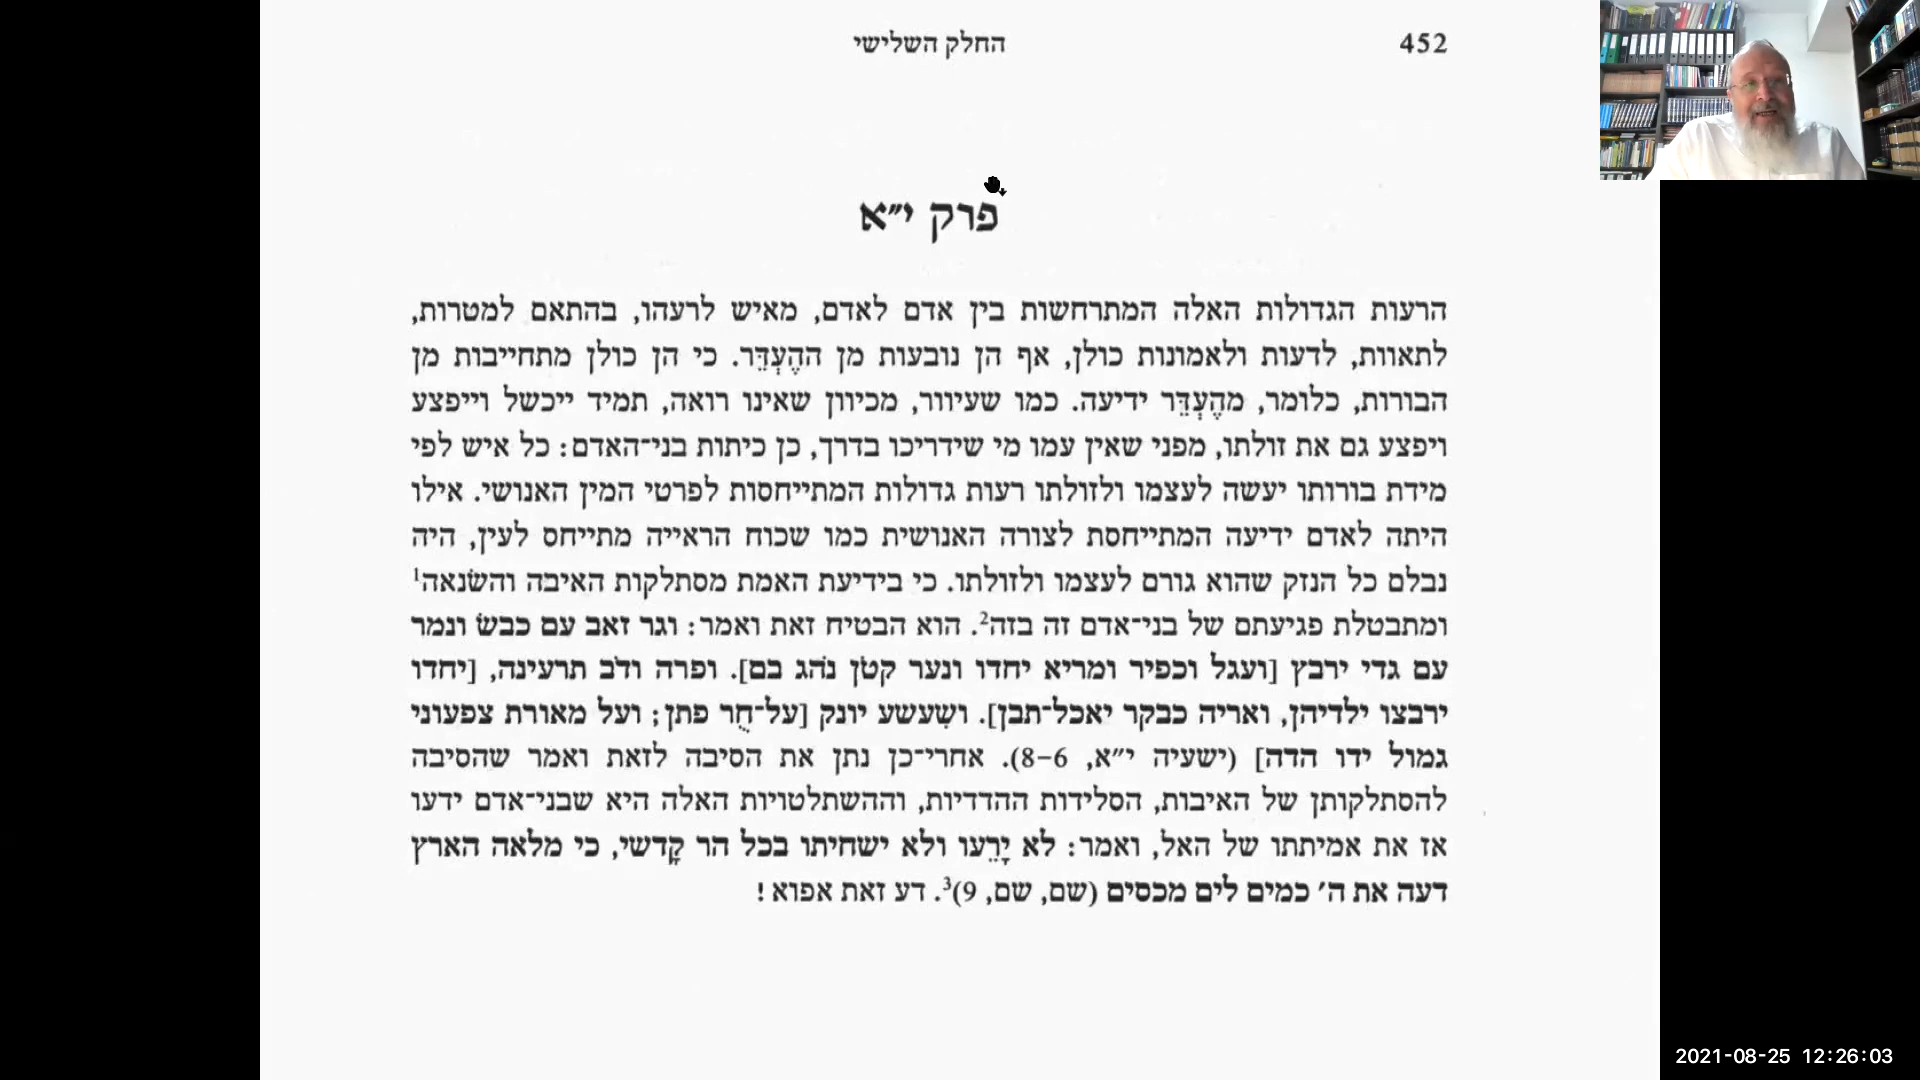 452
החלק השלישי
פרק י״א
הרעות הגדולות האלה המתרחשות בין אדם לאדם, מאיש לרעהו, בהתאם למטרות,
לתאוות, לדעות ולאמונות כולן, אף הן נובעות מן ההֶעְדֵּר. כי הן כולן מתחייבות מן
הבורות, כלומר, מהֶעְדֵּר ידיעה. כמו שעיוור, מכיוון שאינו רואה, תמיד ייכשל וייפצע
ויפצע גם את זולתו, מפני שאין עמו מי שידריכו בדרך, כן כיתות בני־האדם: כל איש לפי
מידת בורותו יעשה לעצמו ולזולתו רעות גדולות המתייחסות לפרטי המין האנושי. אילו
היתה לאדם ידיעה המתייחסת לצורה האנושית כמו שכוח הראייה מתייחס לעין, היה
נבלם כל הנזק שהוא גורם לעצמו ולזולתו. כי בידיעת האמת מסתלקות האיבה והשׂנאה¹
ומתבטלת פגיעתם של בני־אדם זה בזה². הוא הבטיח זאת ואמר: וגר זאב עם כבשׂ ונמר
עם גדי ירבץ [ועגל וכפיר ומריא יחדו ונער קטֹן נֹהג בם]. ופרה ודֹב תרעינה, [יחדו
ירבצו ילדיהן, ואריה כבקר יאכל־תבן]. ושִעשע יונק [על־חֻר פתן; ועל מאורת צפעוני
גמול ידו הדה] (ישעיה י״א, 6–8). אחרי־כן נתן את הסיבה לזאת ואמר שהסיבה
להסתלקותן של האיבות, הסלידות ההדדיות, וההשתלטויות האלה היא שבני־אדם ידעו
אז את אמיתתו של האל, ואמר: לא יָרֵעו ולא ישחיתו בכל הר קָדשי, כי מלאה הארץ
דעה את ה׳ כמים לים מכסים (שם, שם, 9)³. דע זאת אפוא!
2021-08-25 12:26:03